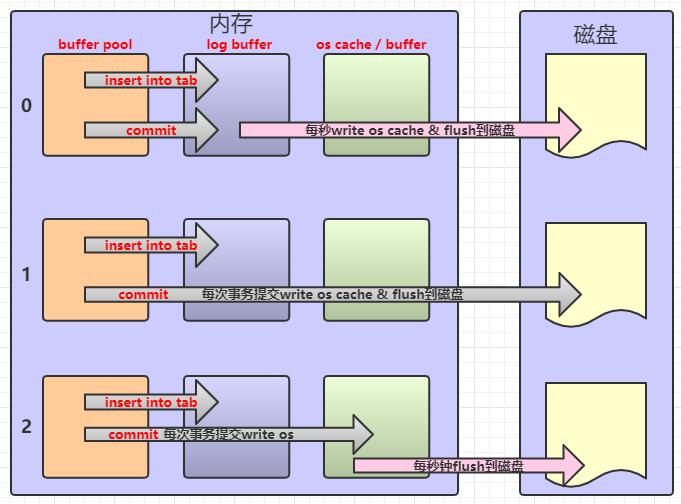 内存
磁盘
buffer pool
log buffer
os cache / buffer
0
insert into tab
commit
每秒write os cache & flush到磁盘
1
insert into tab
commit 每次事务提交write os cache & flush到磁盘
2
insert into tab
commit 每次事务提交write os
每秒钟flush到磁盘